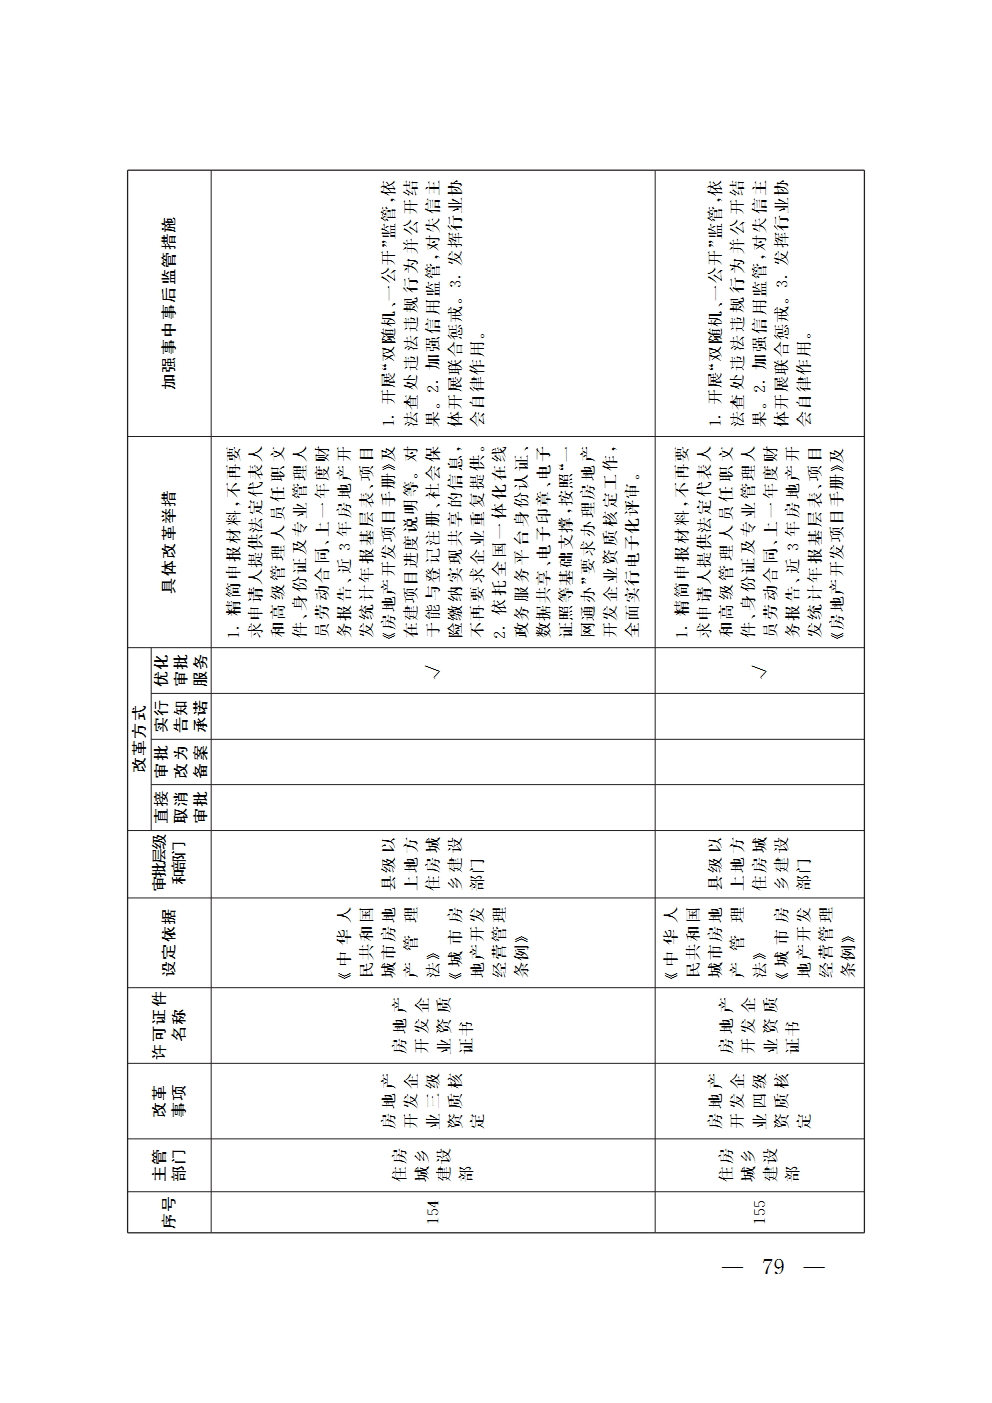 序号
主管
部门
改革
事项
许可证件
名称
设定依据
审批层级
和部门
改革方式
直接
取消
审批
审批
改为
备案
实行
告知
承诺
优化
审批
服务
具体改革举措
加强事中事后监管措施
154
住房
城乡
建设
部
房地产
开发企
业三级
资质核
定
房地产
开发企
业资质
证书
《中华人
民共和国
城市房地
产管理
法》
《城市房
地产开发
经营管理
条例》
县级以
上地方
住房城
乡建设
部门
√
1. 精简申报材料,不再要
求申请人提供法定代表人
和高级管理人员任职文
件、身份证及专业管理人
员劳动合同、上一年度财
务报告、近3年房地产开
发统计年报基层表、项目
《房地产开发项目手册》及
在建项目进度说明等。对
于能与登记注册、社会保
险缴纳实现共享的信息,
不再要求企业重复提供。
2. 依托全国一体化在线
政务服务平台身份认证、
数据共享、电子印章、电子
证照等基础支撑,按照“一
网通办”要求办理房地产
开发企业资质核定工作,
全面实行电子化评审。
1. 开展“双随机、一公开”监管,依
法查处违法违规行为并公开结
果。2. 加强信用监管,对失信主
体开展联合惩戒。3. 发挥行业协
会自律作用。
155
住房
城乡
建设
部
房地产
开发企
业四级
资质核
定
房地产
开发企
业资质
证书
《中华人
民共和国
城市房地
产管理
法》
《城市房
地产开发
经营管理
条例》
县级以
上地方
住房城
乡建设
部门
√
1. 精简申报材料,不再要
求申请人提供法定代表人
和高级管理人员任职文
件、身份证及专业管理人
员劳动合同、上一年度财
务报告、近3年房地产开
发统计年报基层表、项目
《房地产开发项目手册》及
1. 开展“双随机、一公开”监管,依
法查处违法违规行为并公开结
果。2. 加强信用监管,对失信主
体开展联合惩戒。3. 发挥行业协
会自律作用。
— 79 —